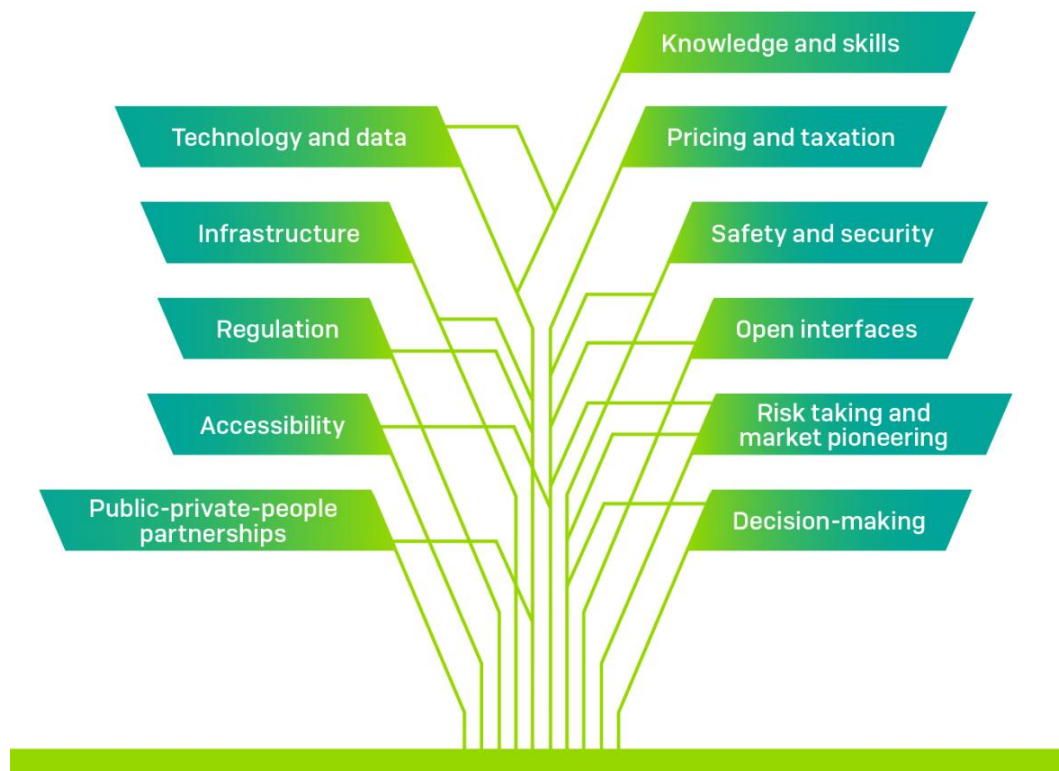 Knowledge and skills
Technology and data
Pricing and taxation
Infrastructure
Safety and security
Regulation
Open interfaces
Accessibility
Risk taking and
market pioneering
Public-private-people
partnerships
Decision-making